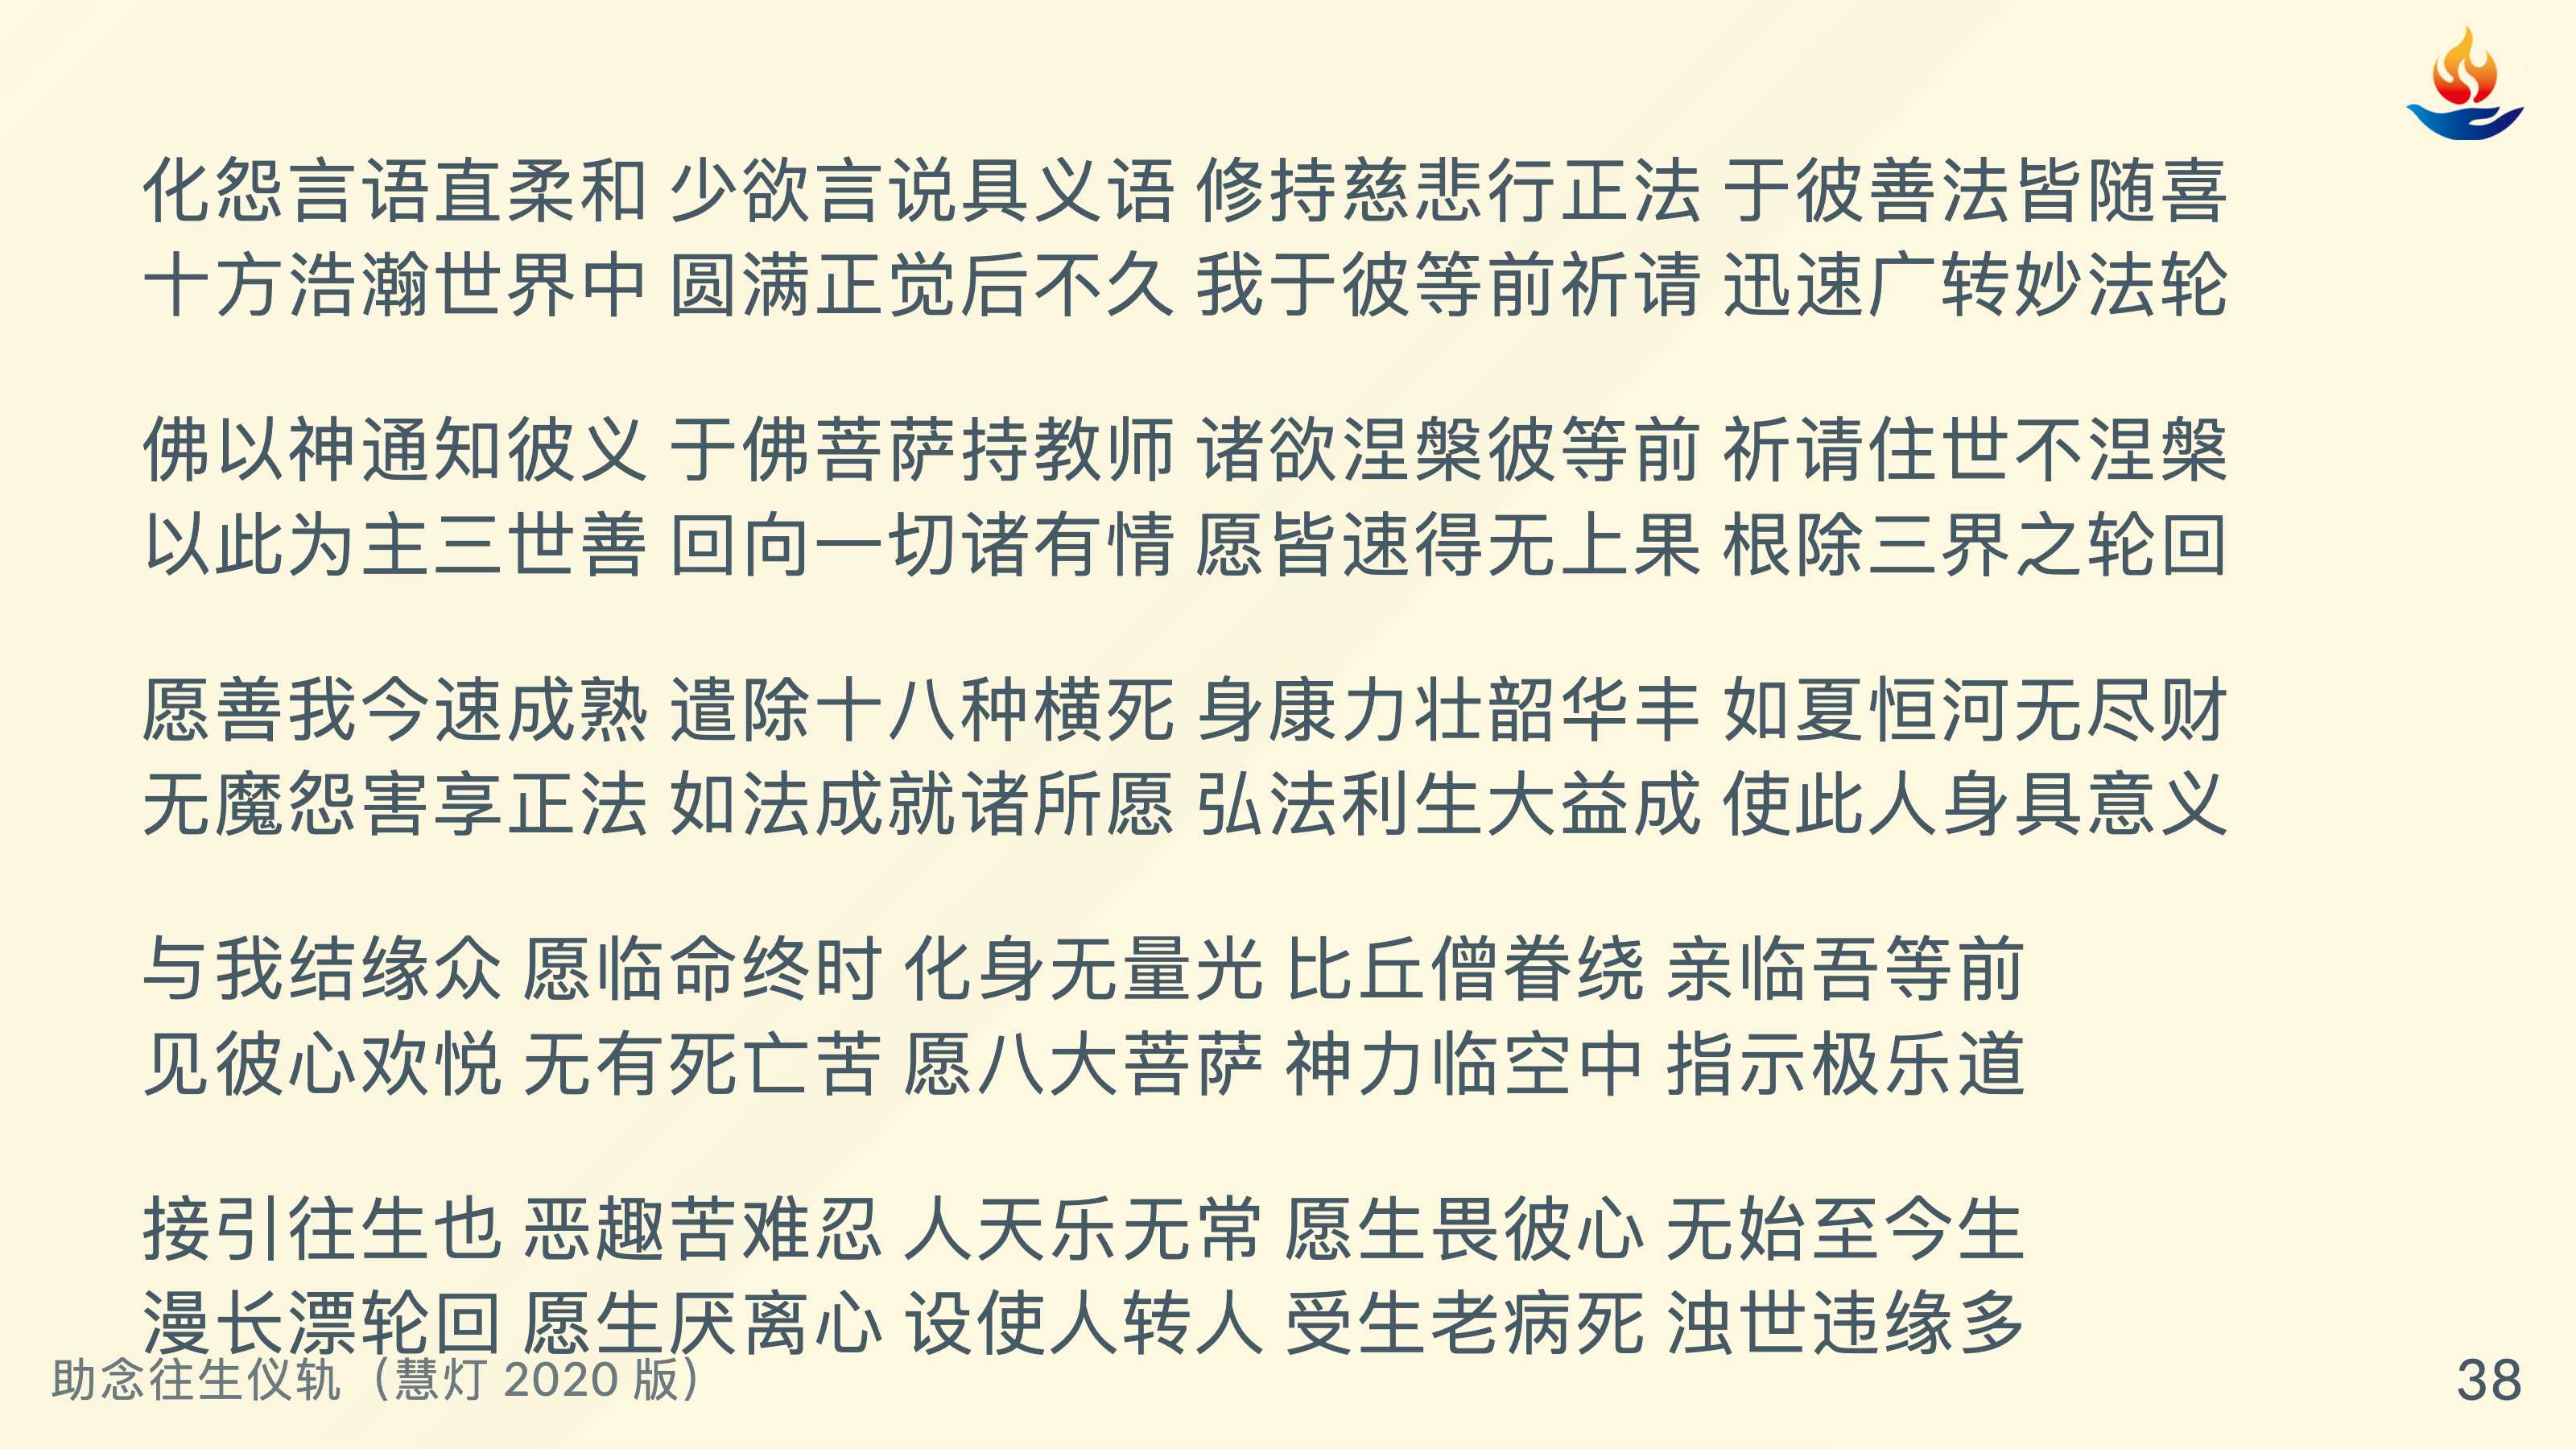 化怨言语直柔和 少欲言说具义语 修持慈悲行正法 于彼善法皆随喜
十方浩瀚世界中 圆满正觉后不久 我于彼等前祈请 迅速广转妙法轮
佛以神通知彼义 于佛菩萨持教师 诸欲涅槃彼等前 祈请住世不涅槃
以此为主三世善 回向一切诸有情 愿皆速得无上果 根除三界之轮回
愿善我今速成熟 遣除十八种横死 身康力壮韶华丰 如夏恒河无尽财
无魔怨害享正法 如法成就诸所愿 弘法利生大益成 使此人身具意义
与我结缘众 愿临命终时 化身无量光 比丘僧眷绕 亲临吾等前
见彼心欢悦 无有死亡苦 愿八大菩萨 神力临空中 指示极乐道
接引往生也 恶趣苦难忍 人天乐无常 愿生畏彼心 无始至今生
漫长漂轮回 愿生厌离心 设使人转人 受生老病死 浊世违缘多
助念往生仪轨（慧灯 2020 版）
38